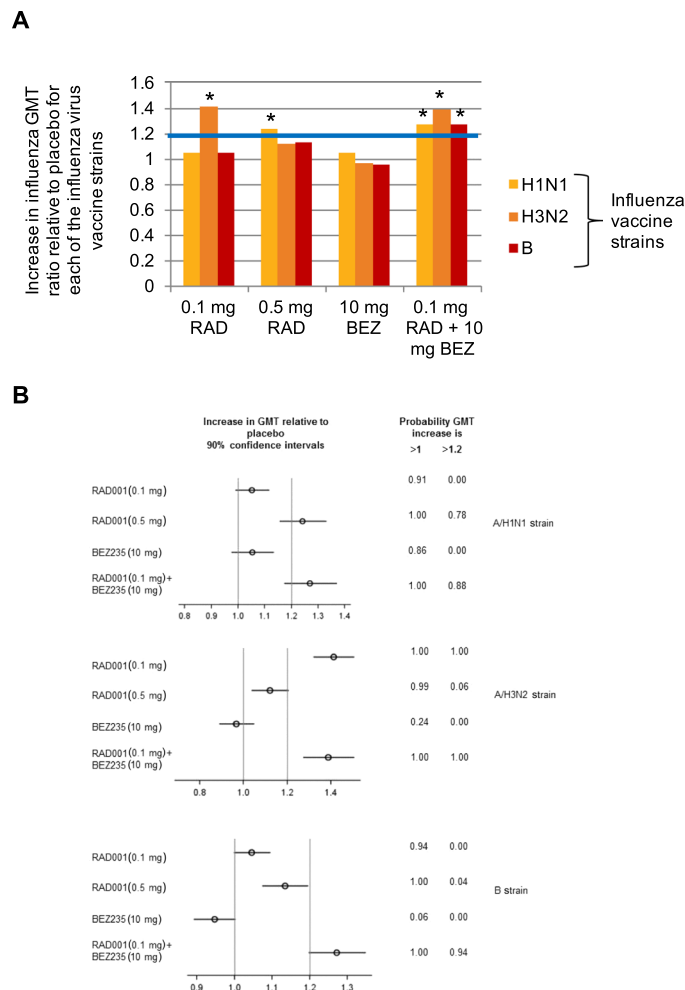 A
Increase in influenza GMT
ratio relative to placebo for
each of the influenza virus
vaccine strains
1.6
1.4
1.2
1
0.8
0.6
0.4
0.2
0
*
*
*
*
*
0.1 mg
RAD
0.5 mg
RAD
10 mg
BEZ
0.1 mg
RAD + 10
mg BEZ
H1N1
H3N2
B
Influenza
vaccine
strains
B
Increase in GMT relative to
placebo
90% confidence intervals
Probability GMT
increase is
>1 >1.2
RAD001(0.1 mg) 0.91 0.00
RAD001(0.5 mg) 1.00 0.78
A/H1N1 strain
BEZ235(10 mg) 0.86 0.00
RAD001(0.1 mg)+
BEZ235(10 mg) 1.00 0.88
0.8 0.9 1.0 1.1 1.2 1.3 1.4
RAD001(0.1 mg) 1.00 1.00
RAD001(0.5 mg) 0.99 0.06
A/H3N2 strain
BEZ235(10 mg) 0.24 0.00
RAD001(0.1 mg)+
BEZ235(10 mg) 1.00 1.00
0.8 1.0 1.2 1.4
RAD001(0.1 mg) 0.94 0.00
RAD001(0.5 mg) 1.00 0.04
B strain
BEZ235(10 mg) 0.06 0.00
RAD001(0.1 mg)+
BEZ235(10 mg) 1.00 0.94
0.9 1.0 1.1 1.2 1.3